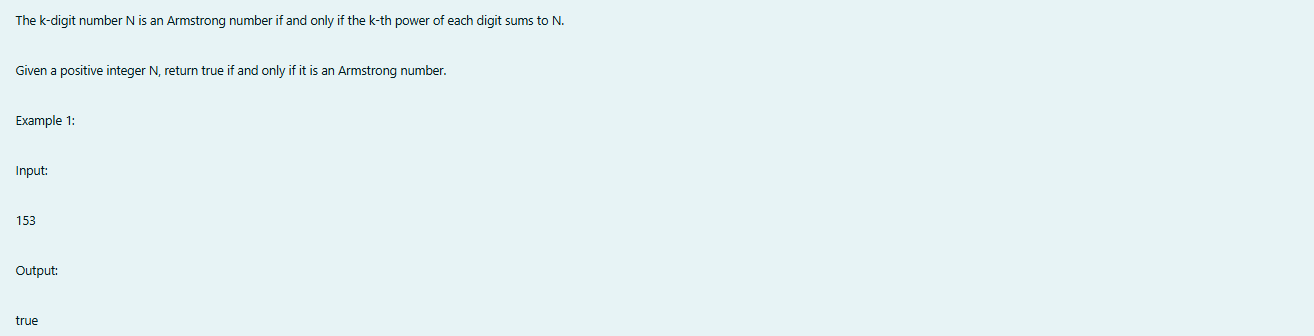 The k-digit number N is an Armstrong number if and only if the k-th power of each digit sums to N.
Given a positive integer N, return true if and only if it is an Armstrong number.
Example 1:
Input:
153
Output:
true